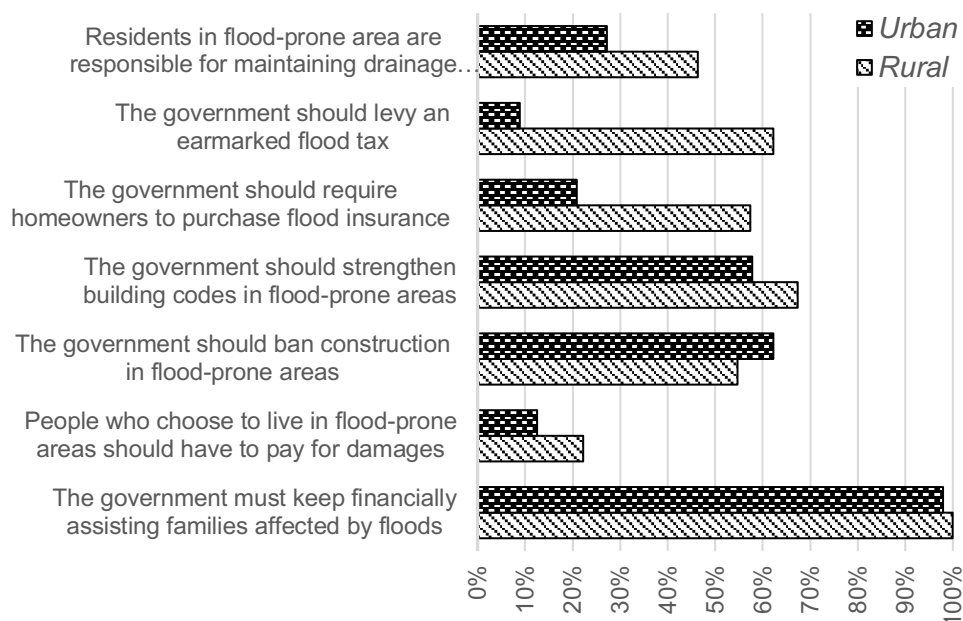 Urban
Rural
Residents in flood-prone area are
responsible for maintaining drainage…
The government should levy an
earmarked flood tax
The government should require
homeowners to purchase flood insurance
The government should strengthen
building codes in flood-prone areas
The government should ban construction
in flood-prone areas
People who choose to live in flood-prone
areas should have to pay for damages
The government must keep financially
assisting families affected by floods
0%
10%
20%
30%
40%
50%
60%
70%
80%
90%
100%